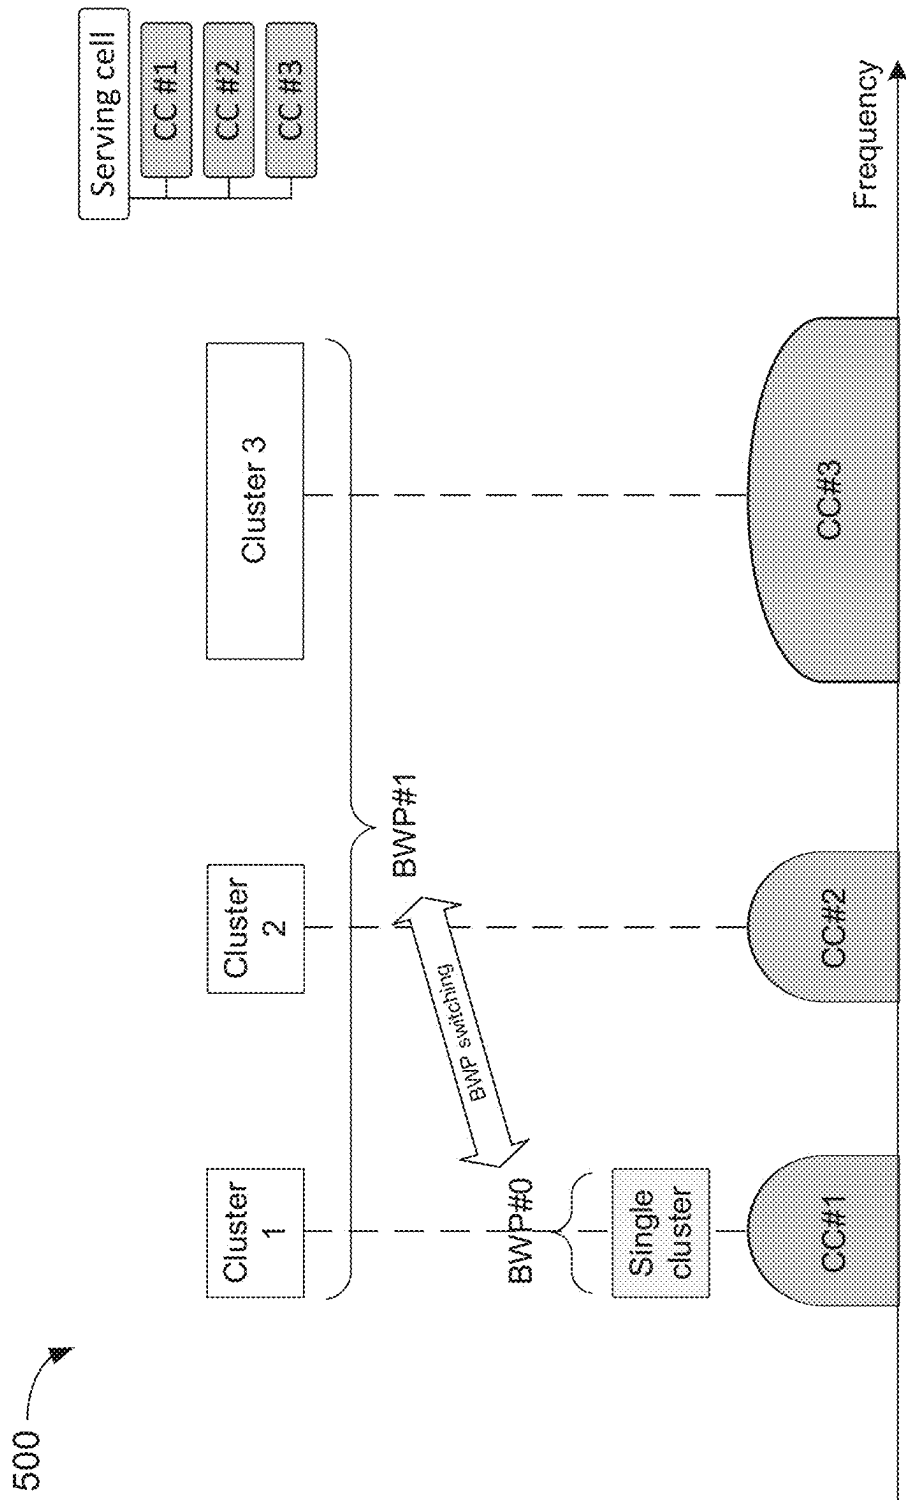 500
Serving cell
CC #1
CC #2
CC #3
Cluster
1
Cluster
2
Cluster 3
BWP#1
BWP switching
BWP#0
Single
cluster
CC#1
CC#2
CC#3
Frequency